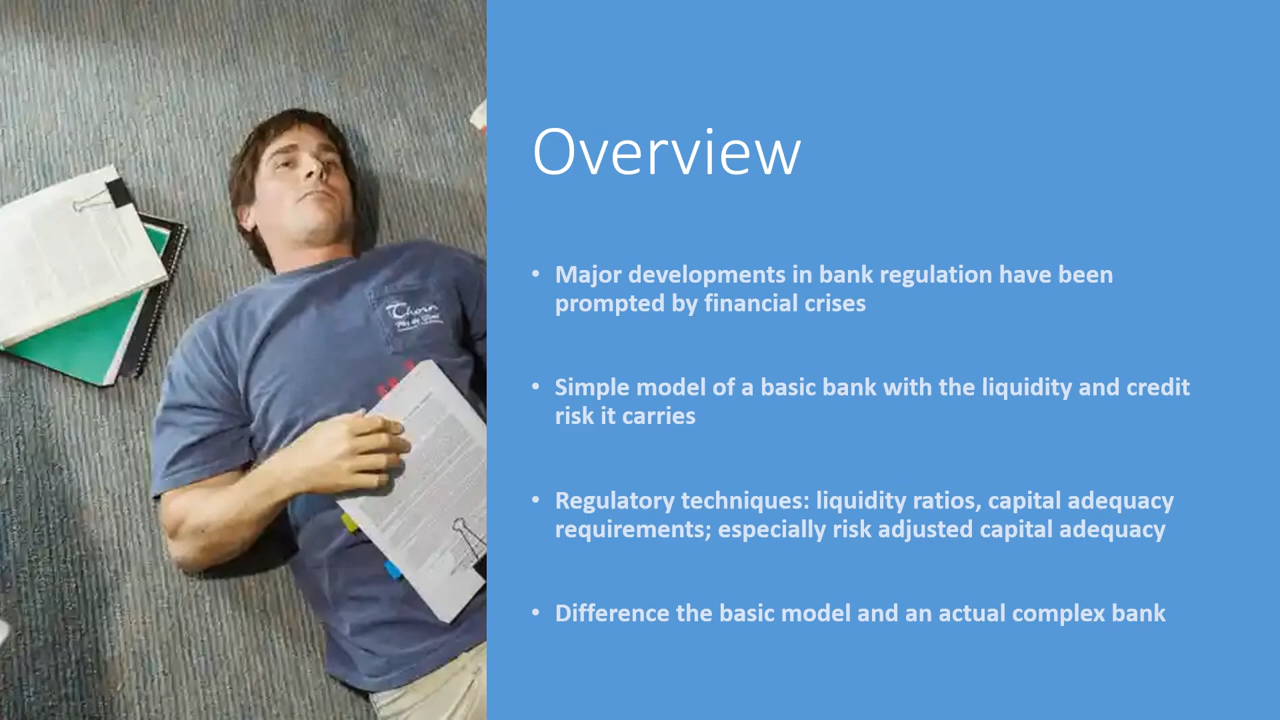 Overview
• Major developments in bank regulation have been
prompted by financial crises
• Simple model of a basic bank with the liquidity and credit
risk it carries
• Regulatory techniques: liquidity ratios, capital adequacy
requirements; especially risk adjusted capital adequacy
• Difference the basic model and an actual complex bank
Thorn